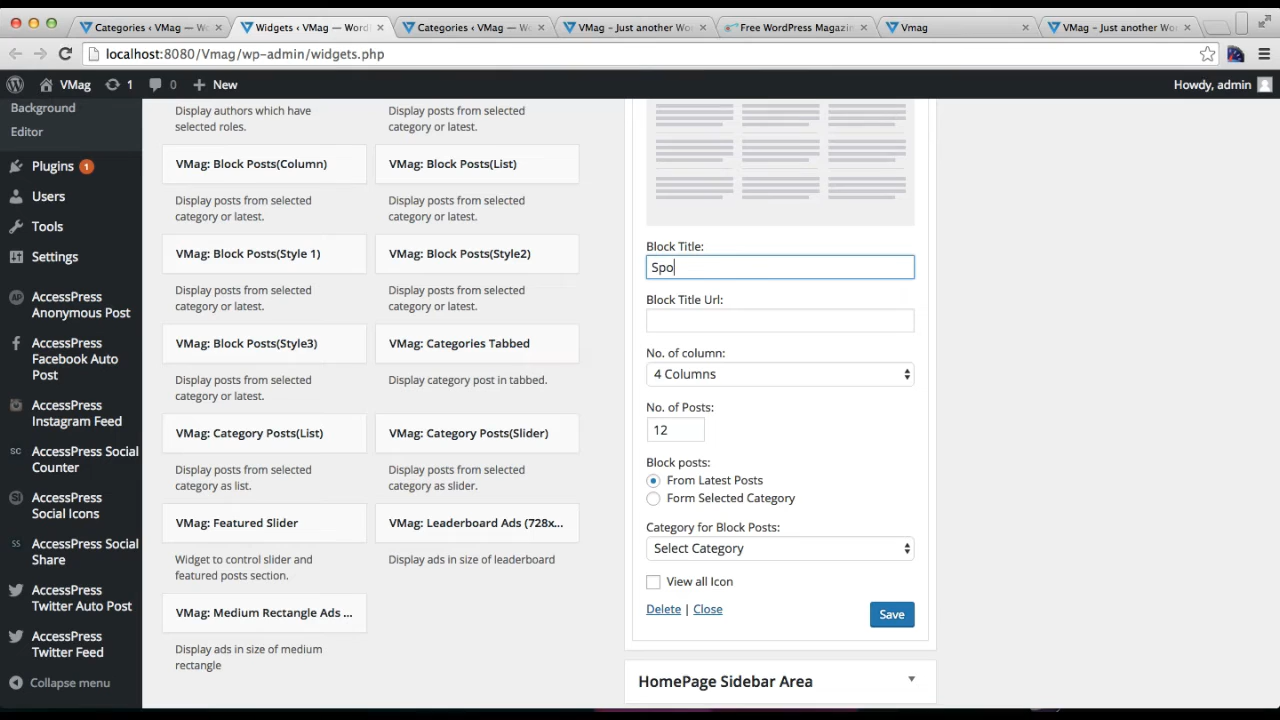 Categories ‹ VMag — Wor
Widgets ‹ VMag — Word
Categories ‹ VMag — Wor
VMag – Just another Wor
Free WordPress Magazin
Vmag
VMag – Just another Wor
localhost:8080/Vmag/wp-admin/widgets.php
VMag
1
0
New
Howdy, admin
Background
Editor
Plugins 1
Users
Tools
Settings
AP AccessPress
Anonymous Post
AccessPress
Facebook Auto
Post
AccessPress
Instagram Feed
SC AccessPress Social
Counter
SI AccessPress
Social Icons
SS AccessPress Social
Share
AccessPress
Twitter Auto Post
AccessPress
Twitter Feed
Collapse menu
Display authors which have
selected roles.
Display posts from selected
category or latest.
VMag: Block Posts(Column)
Display posts from selected
category or latest.
VMag: Block Posts(List)
Display posts from selected
category or latest.
VMag: Block Posts(Style 1)
Display posts from selected
category or latest.
VMag: Block Posts(Style2)
Display posts from selected
category or latest.
VMag: Block Posts(Style3)
Display posts from selected
category or latest.
VMag: Categories Tabbed
Display category post in tabbed.
VMag: Category Posts(List)
Display posts from selected
category as list.
VMag: Category Posts(Slider)
Display posts from selected
category as slider.
VMag: Featured Slider
Widget to control slider and
featured posts section.
VMag: Leaderboard Ads (728x...
Display ads in size of leaderboard
VMag: Medium Rectangle Ads ...
Display ads in size of medium
rectangle
Block Title:
Spo
Block Title Url:
No. of column:
4 Columns
No. of Posts:
12
Block posts:
From Latest Posts
Form Selected Category
Category for Block Posts:
Select Category
View all Icon
Delete | Close
Save
HomePage Sidebar Area